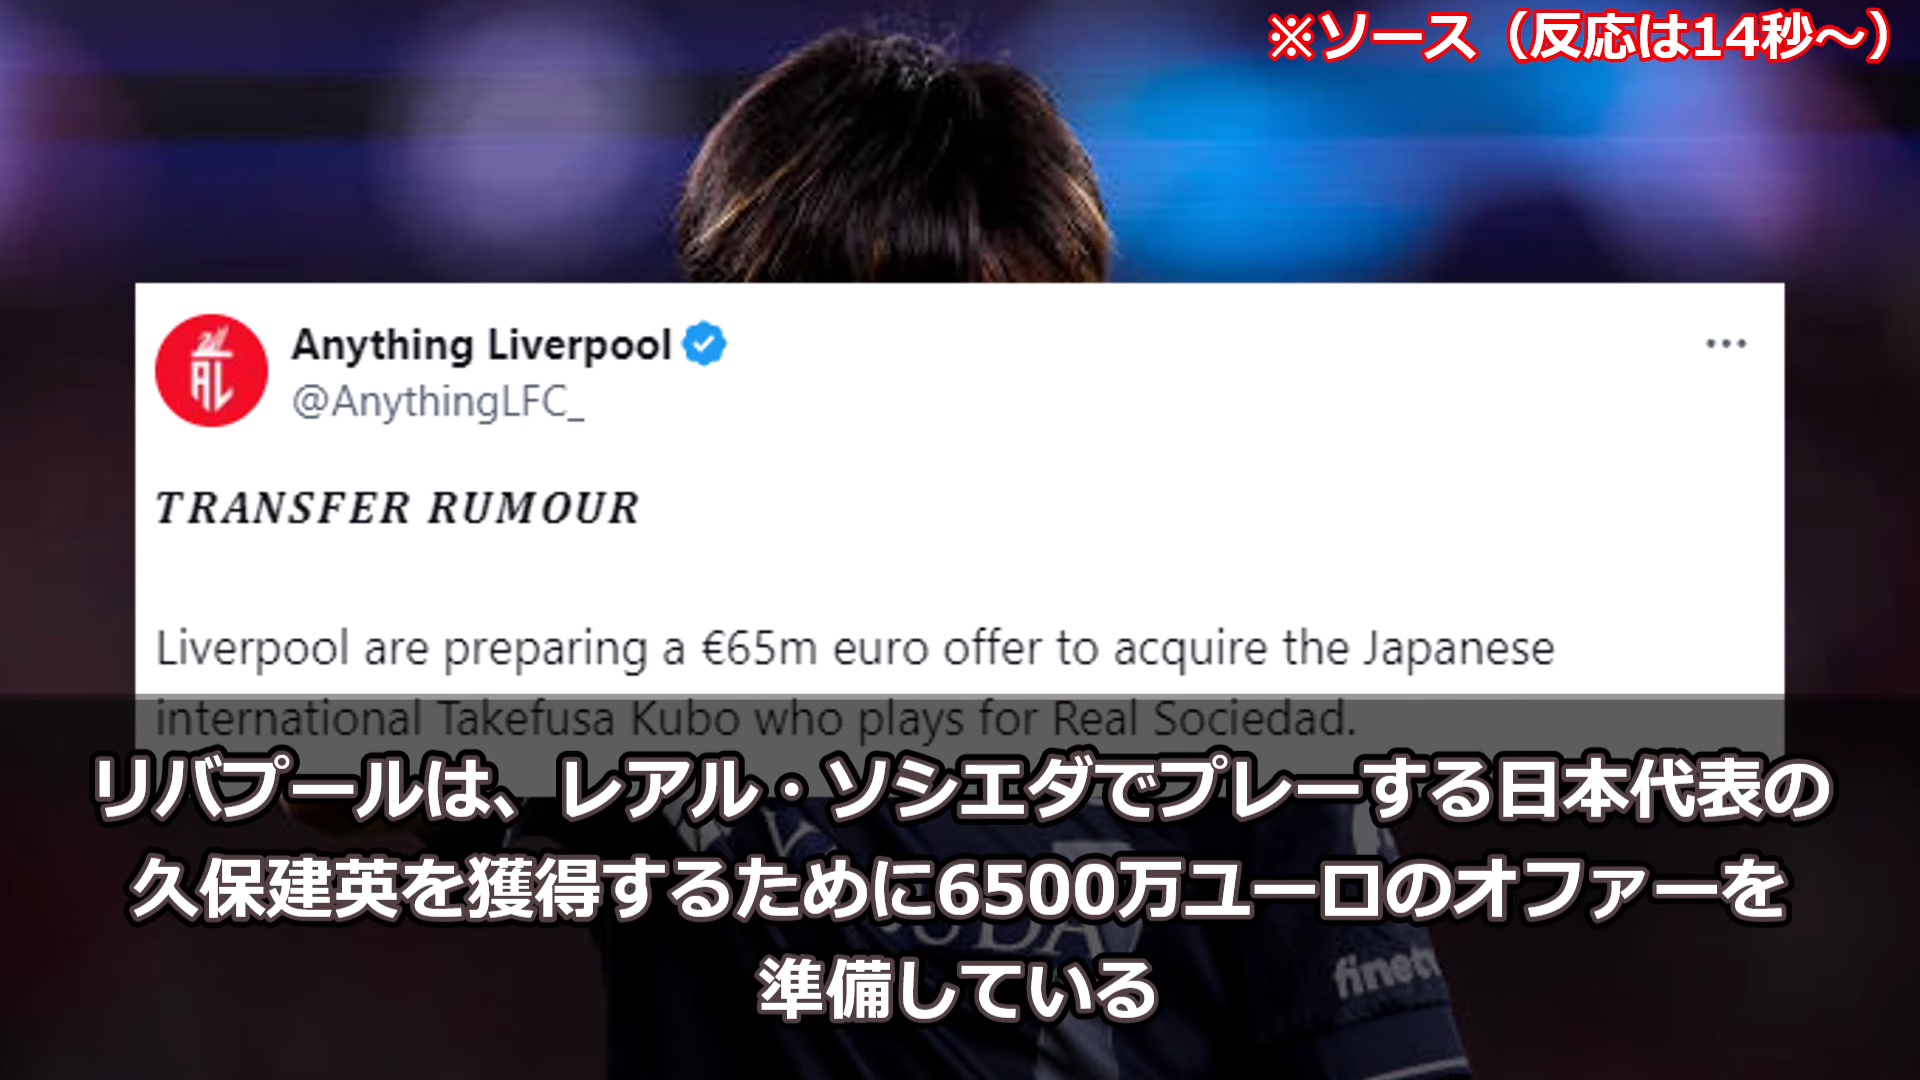 ※ソース（反応は14秒～）
AL
Anything Liverpool
@AnythingLFC_
TRANSFER RUMOUR
Liverpool are preparing a €65m euro offer to acquire the Japanese
international Takefusa Kubo who plays for Real Sociedad.
リバプールは、レアル・ソシエダでプレーする日本代表の
久保建英を獲得するために6500万ユーロのオファーを
準備している